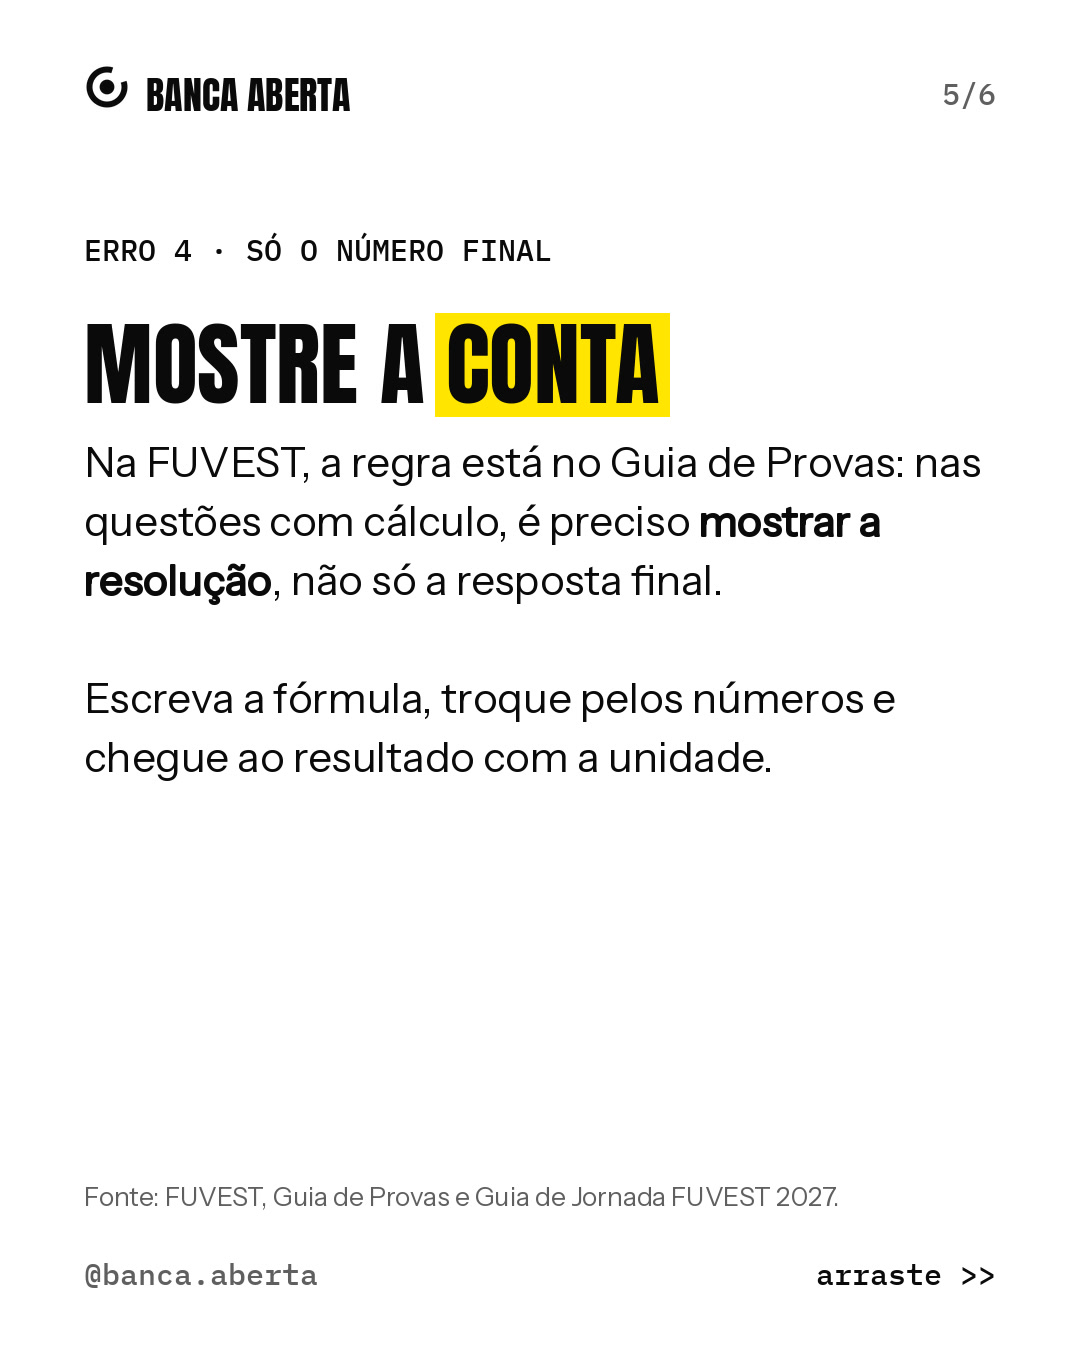 BANCA ABERTA
5/6
ERRO 4 · SÓ O NÚMERO FINAL
MOSTRE A CONTA
Na FUVEST, a regra está no Guia de Provas: nas
questões com cálculo, é preciso mostrar a
resolução, não só a resposta final.
Escreva a fórmula, troque pelos números e
chegue ao resultado com a unidade.
Fonte: FUVEST, Guia de Provas e Guia de Jornada FUVEST 2027.
@banca.aberta
arraste >>